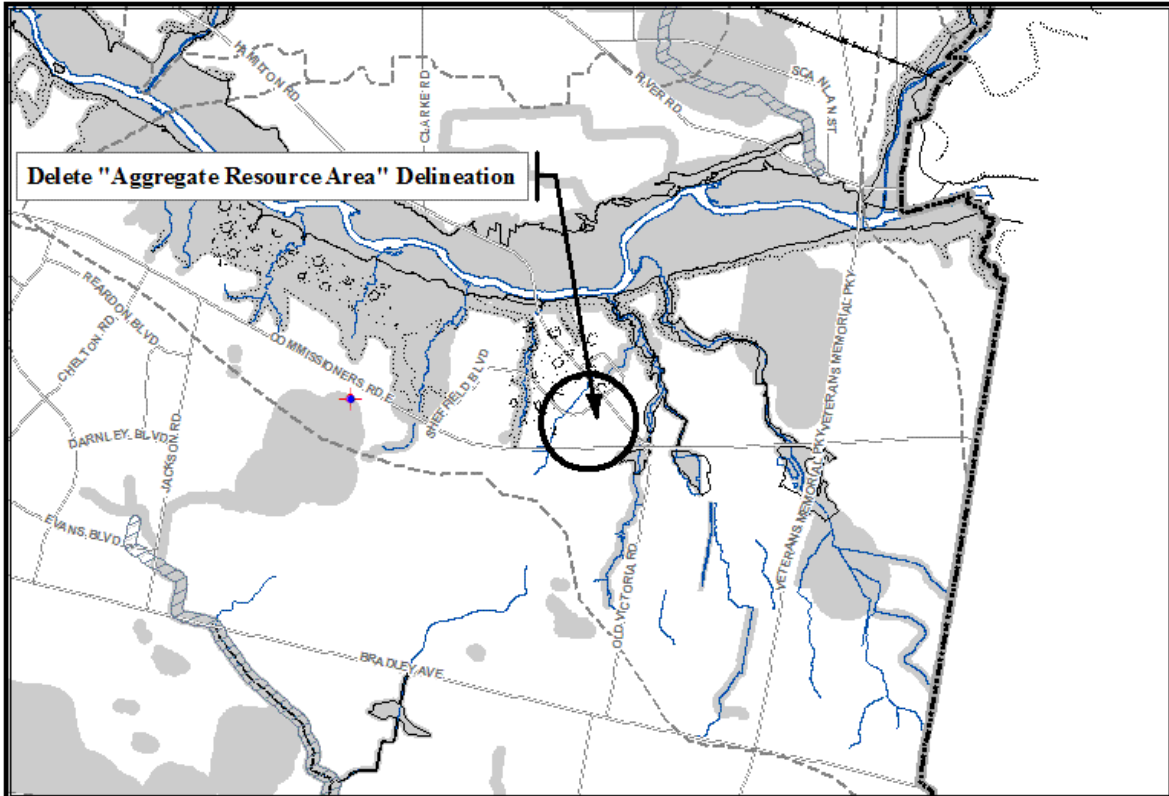 HAMILTON RD
CLARKE RD
RIVER RD
SCANLAN ST
Delete "Aggregate Resource Area" Delineation
REARDON BLVD
CHELTON RD
COMMISSIONERS RD E
SHEFFIELD BLVD
VETERANS MEMORIAL PKY
VETERANS MEMORIAL PKY
DARNLEY BLVD
JACKSON RD
EVANS BLVD
OLD VICTORIA RD
BRADLEY AVE